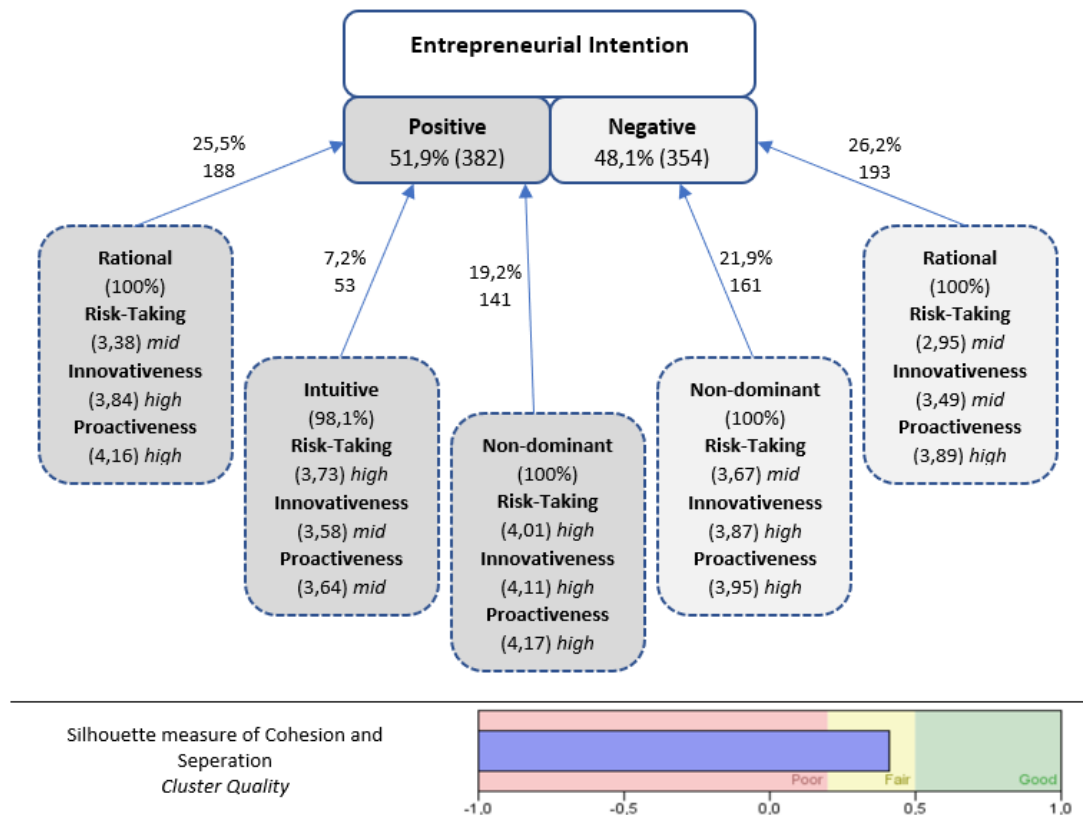 Entrepreneurial Intention
Positive
51,9% (382)
Negative
48,1% (354)
25,5%
188
7,2%
53
19,2%
141
21,9%
161
26,2%
193
Rational
(100%)
Risk-Taking
(3,38) mid
Innovativeness
(3,84) high
Proactiveness
(4,16) high
Intuitive
(98,1%)
Risk-Taking
(3,73) high
Innovativeness
(3,58) mid
Proactiveness
(3,64) mid
Non-dominant
(100%)
Risk-Taking
(4,01) high
Innovativeness
(4,11) high
Proactiveness
(4,17) high
Non-dominant
(100%)
Risk-Taking
(3,67) mid
Innovativeness
(3,87) high
Proactiveness
(3,95) high
Rational
(100%)
Risk-Taking
(2,95) mid
Innovativeness
(3,49) mid
Proactiveness
(3,89) high
Silhouette measure of Cohesion and
Seperation
Cluster Quality
Poor
Fair
Good
-1,0
-0,5
0,0
0,5
1,0